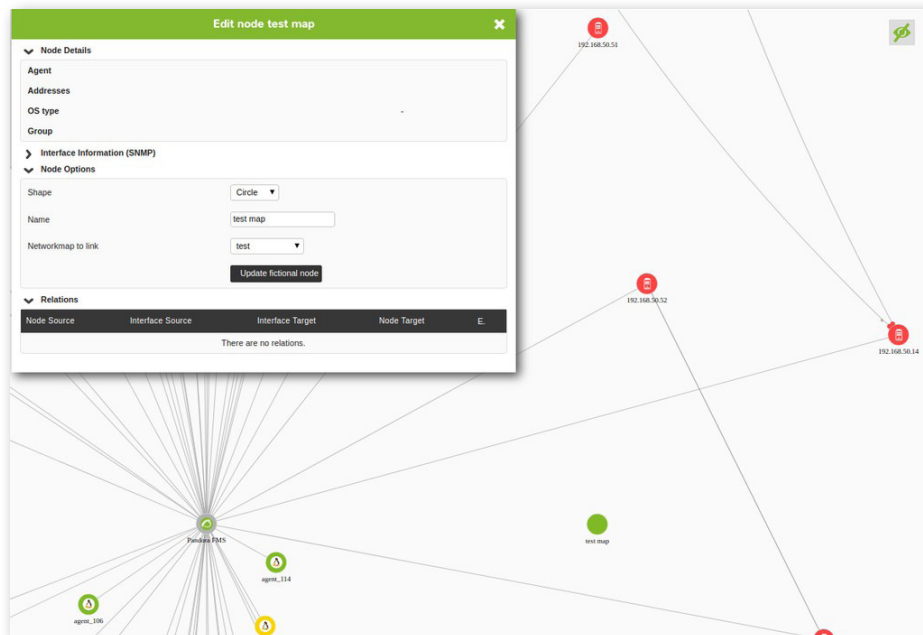 Edit node test map
Node Details
Agent
Addresses
OS type -
Group
Interface Information (SNMP)
Node Options
Shape Circle
Name test map
Networkmap to link test
Update fictional node
Relations
Node Source Interface Source Interface Target Node Target E.
There are no relations.
192.168.50.51
192.168.50.52
192.168.50.14
Pandora FMS
test map
agent_114
agent_106